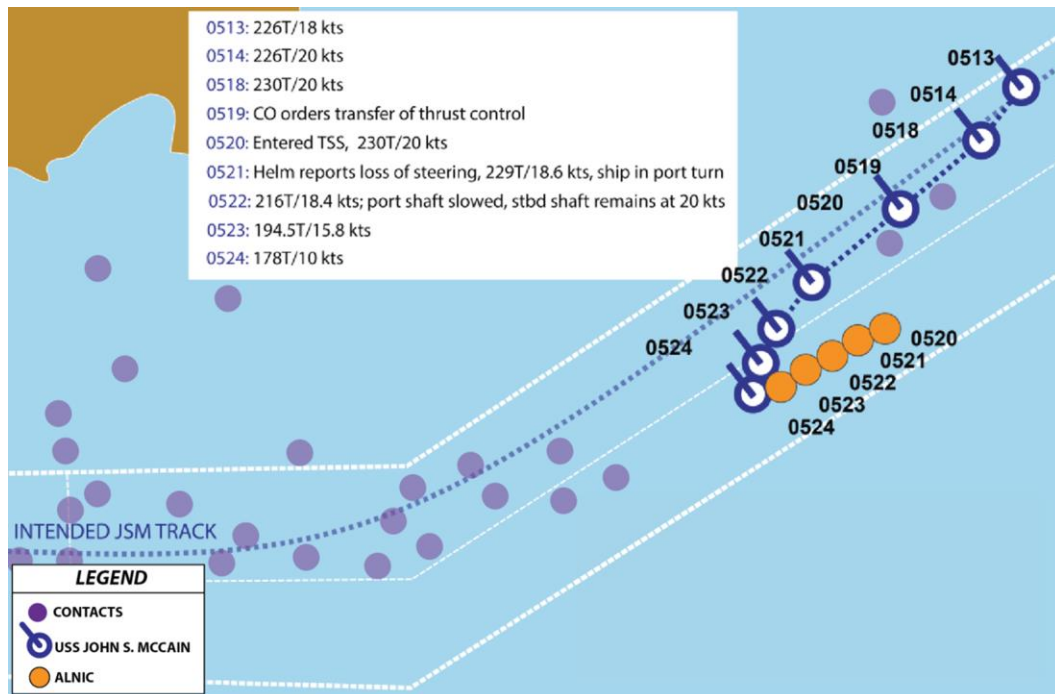 0513: 226T/18 kts
0514: 226T/20 kts
0518: 230T/20 kts
0519: CO orders transfer of thrust control
0520: Entered TSS, 230T/20 kts
0521: Helm reports loss of steering, 229T/18.6 kts, ship in port turn
0522: 216T/18.4 kts; port shaft slowed, stbd shaft remains at 20 kts
0523: 194.5T/15.8 kts
0524: 178T/10 kts
0513
0514
0518
0519
0520
0521
0522
0523
0524
0520
0521
0522
0523
0524
INTENDED JSM TRACK
LEGEND
CONTACTS
USS JOHN S. MCCAIN
ALNIC